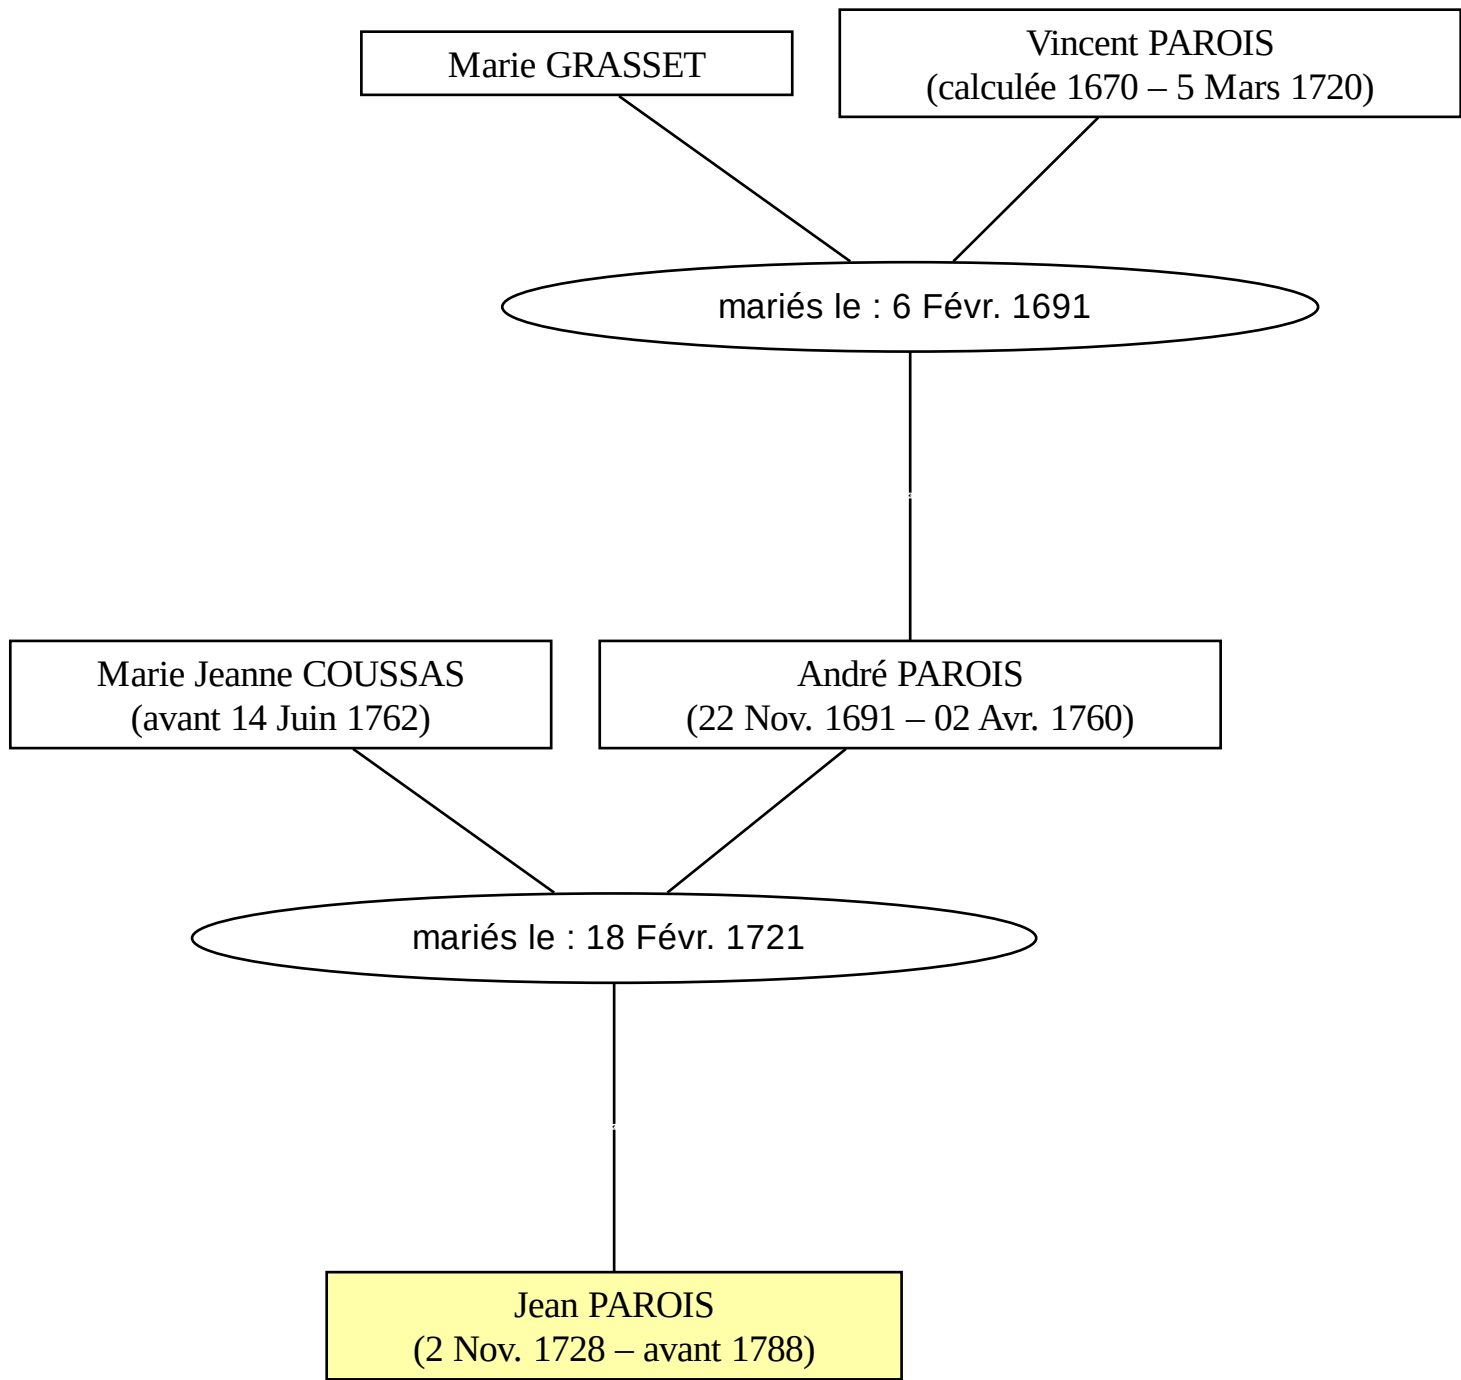 Marie GRASSET
Vincent PAROIS
(calculée 1670 – 5 Mars 1720)
mariés le : 6 Févr. 1691
Marie Jeanne COUSSAS
(avant 14 Juin 1762)
André PAROIS
(22 Nov. 1691 – 02 Avr. 1760)
mariés le : 18 Févr. 1721
Jean PAROIS
(2 Nov. 1728 – avant 1788)